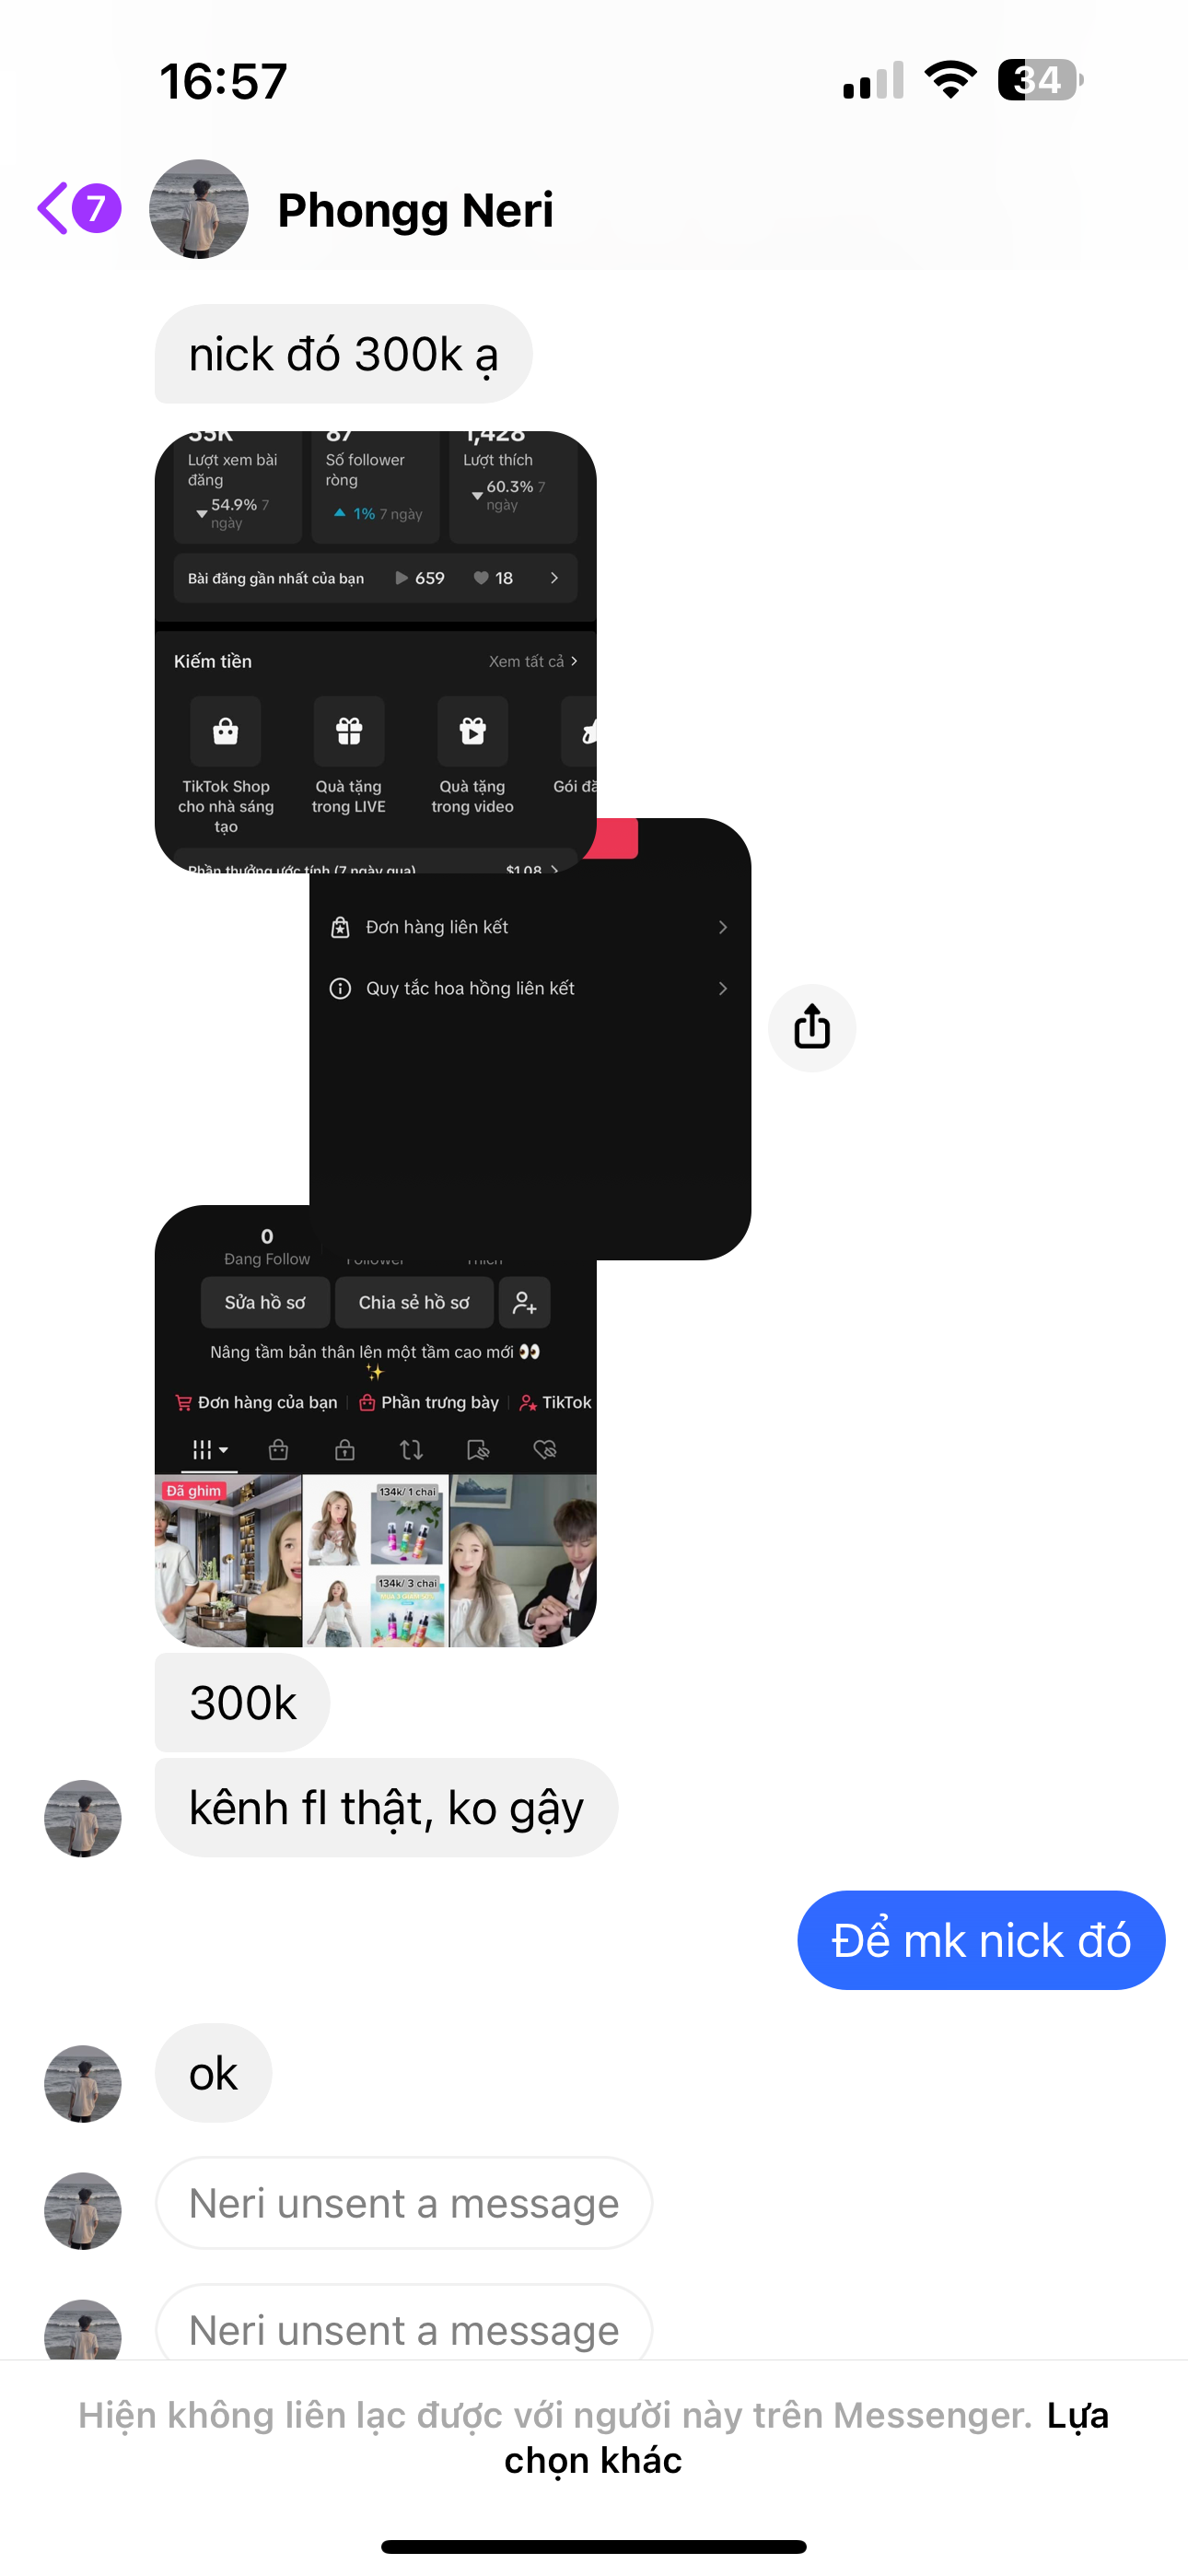 16:57
34
7
Phongg Neri
nick đó 300k ạ
33K
87
1,428
Lượt xem bài
đăng
Số follower
ròng
Lượt thích
54.9% 7
ngày
1% 7 ngày
60.3% 7
ngày
Bài đăng gần nhất của bạn 659 18
Kiếm tiền Xem tất cả
TikTok Shop
cho nhà sáng
tạo
Quà tặng
trong LIVE
Quà tặng
trong video
Gói
Phần thưởng ước tính (7 ngày qua) $1.08
Đơn hàng liên kết
Quy tắc hoa hồng liên kết
0
Đang Follow Follower Thích
Sửa hồ sơ Chia sẻ hồ sơ
Nâng tầm bản thân lên một tầm cao mới 👀
✨
Đơn hàng của bạn Phần trưng bày TikTok
Đã ghim
134k/ 1 chai
134k/ 3 chai
300k
kênh fl thật, ko gậy
Để mk nick đó
ok
Neri unsent a message
Neri unsent a message
Hiện không liên lạc được với người này trên Messenger. Lựa
chọn khác